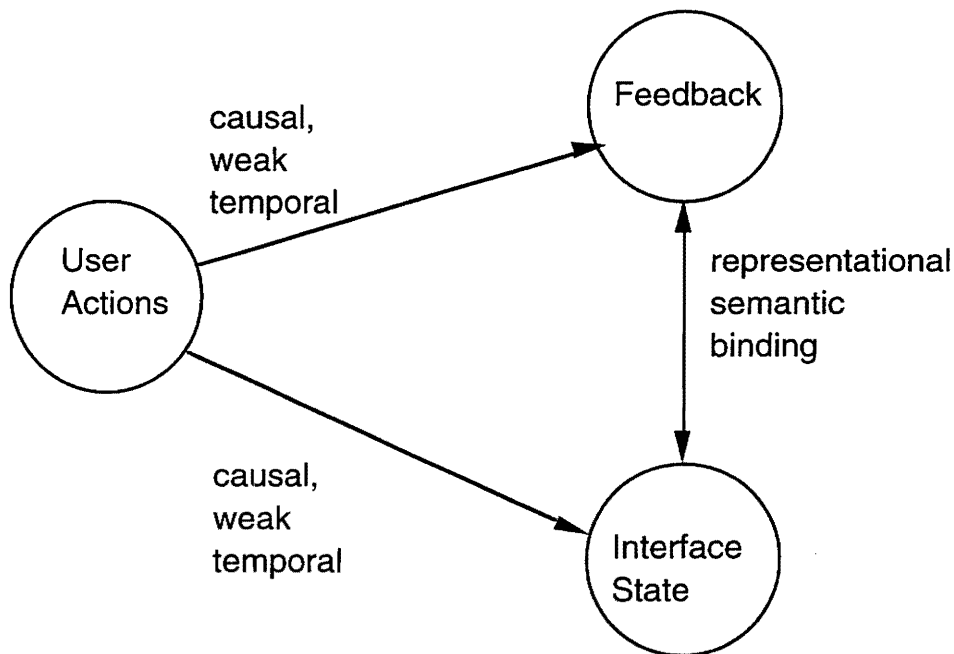 Feedback
causal,
weak
temporal
User
Actions
representational
semantic
binding
causal,
weak
temporal
Interface
State